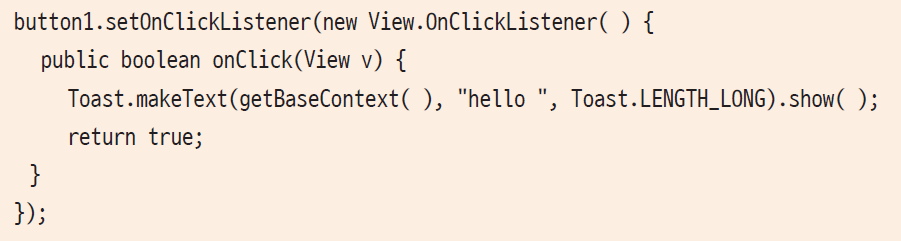 button1.setOnClickListener(new View.OnClickListener( ) {
public boolean onClick(View v) {
Toast.makeText(getBaseContext( ), "hello ", Toast.LENGTH_LONG).show( );
return true;
}
});